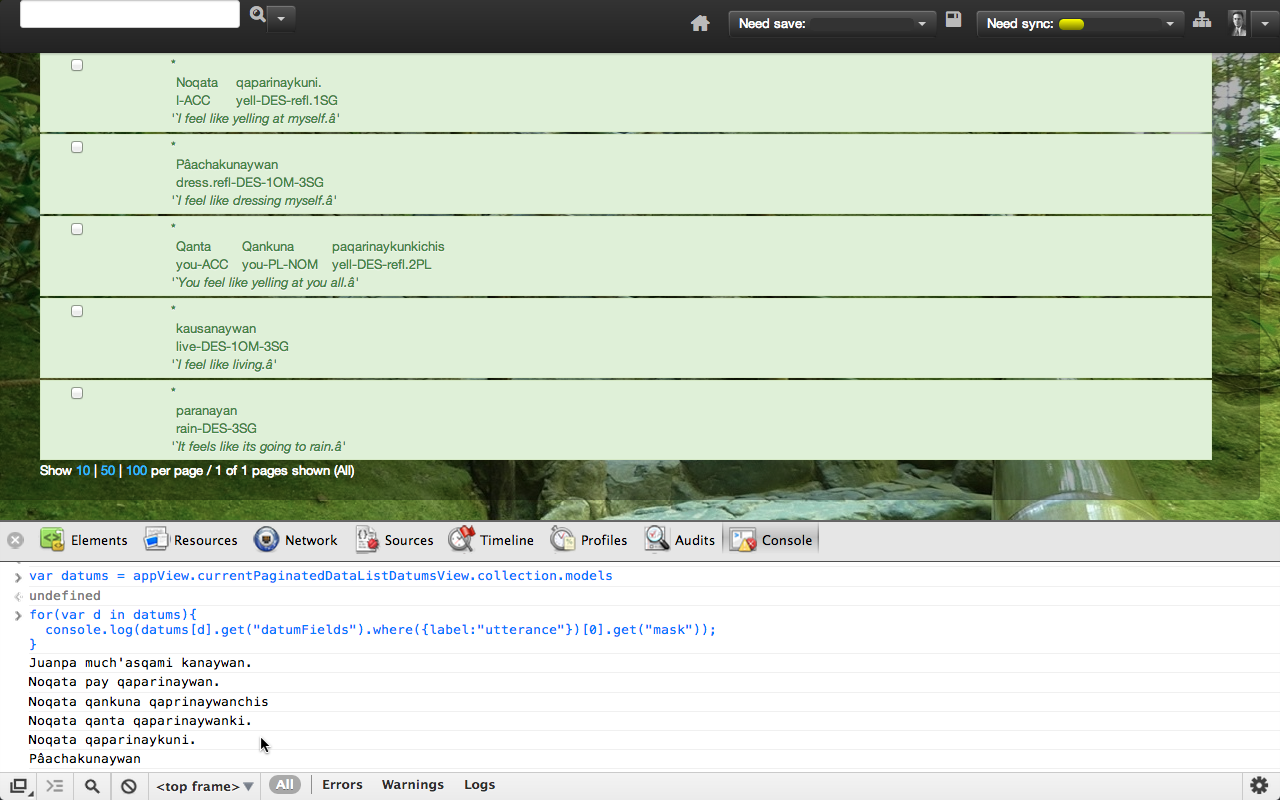 Need save:
Need sync:
*
Noqata qaparinaykuni.
I-ACC yell-DES-refl.1SG
'`I feel like yelling at myself.â'
*
Pâachakunaywan
dress.refl-DES-1OM-3SG
'`I feel like dressing myself.â'
*
Qanta Qankuna paqarinaykunkichis
you-ACC you-PL-NOM yell-DES-refl.2PL
'`You feel like yelling at you all.â'
*
kausanaywan
live-DES-1OM-3SG
'`I feel like living.â'
*
paranayan
rain-DES-3SG
'`It feels like its going to rain.â'
Show 10 | 50 | 100 per page / 1 of 1 pages shown (All)
Elements Resources Network Sources Timeline Profiles Audits Console
var datums = appView.currentPaginatedDataListDatumsView.collection.models
undefined
for(var d in datums){
console.log(datums[d].get("datumFields").where({label:"utterance"})[0].get("mask"));
}
Juanpa much'asqami kanaywan.
Noqata pay qaparinaywan.
Noqata qankuna qaprinaywanchis
Noqata qanta qaparinaywanki.
Noqata qaparinaykuni.
Pâachakunaywan
<top frame> All Errors Warnings Logs